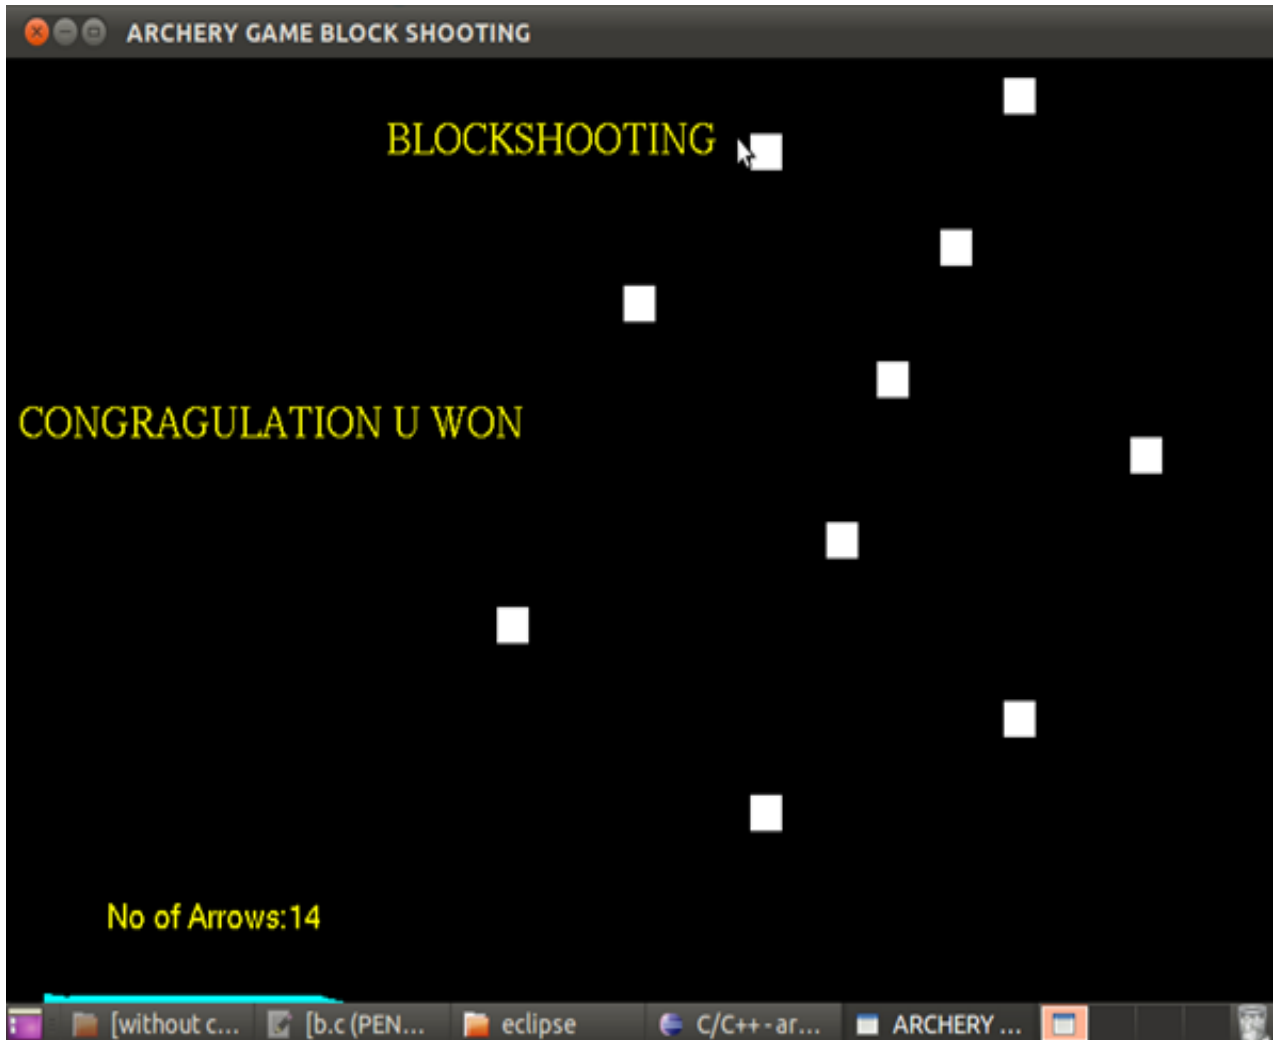 ARCHERY GAME BLOCK SHOOTING
BLOCKSHOOTING
CONGRAGULATION U WON
No of Arrows:14
[without c... [b.c (PEN... eclipse C/C++ - ar... ARCHERY ...